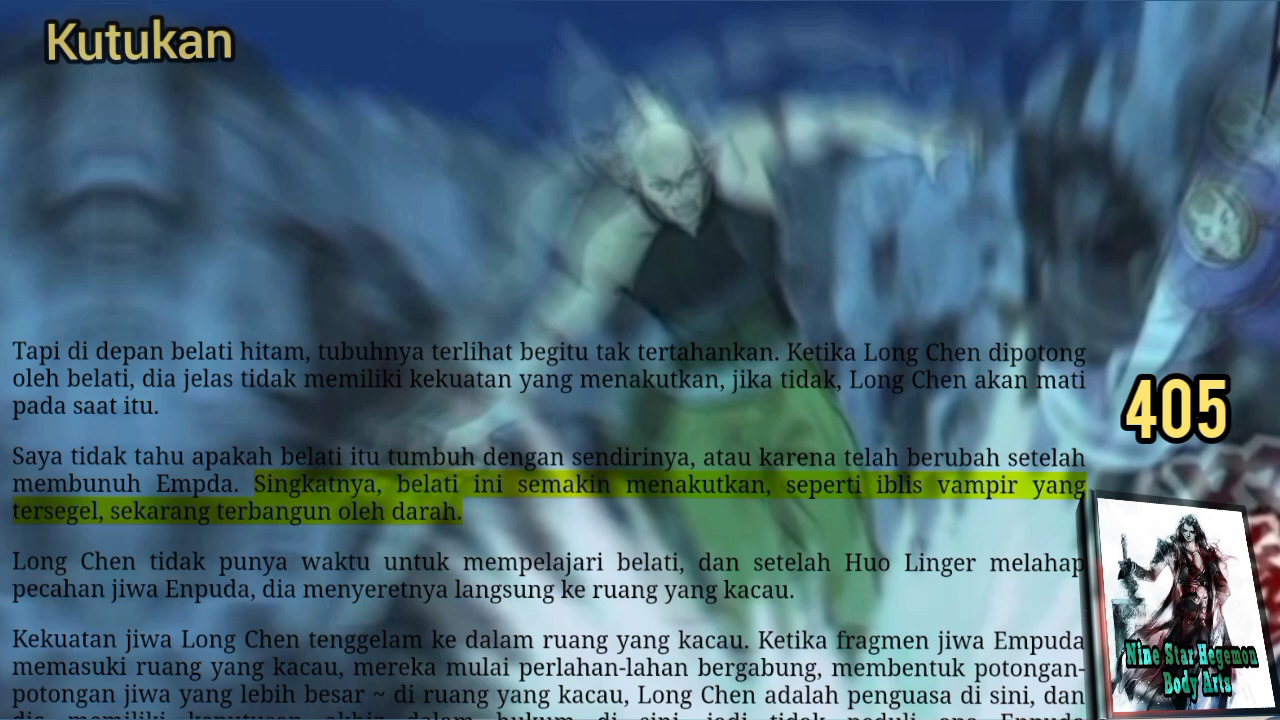 Kutukan
Tapi di depan belati hitam, tubuhnya terlihat begitu tak tertahankan. Ketika Long Chen dipotong
oleh belati, dia jelas tidak memiliki kekuatan yang menakutkan, jika tidak, Long Chen akan mati
pada saat itu.
Saya tidak tahu apakah belati itu tumbuh dengan sendirinya, atau karena telah berubah setelah
membunuh Empda. Singkatnya, belati ini semakin menakutkan, seperti iblis vampir yang
tersegel, sekarang terbangun oleh darah.
Long Chen tidak punya waktu untuk mempelajari belati, dan setelah Huo Linger melahap
pecahan jiwa Enpuda, dia menyeretnya langsung ke ruang yang kacau.
Kekuatan jiwa Long Chen tenggelam ke dalam ruang yang kacau. Ketika fragmen jiwa Empuda
memasuki ruang yang kacau, mereka mulai perlahan-lahan bergabung, membentuk potongan-
potongan jiwa yang lebih besar ~ di ruang yang kacau, Long Chen adalah penguasa di sini, dan
405
Nine Star Hegemon
Body Arts